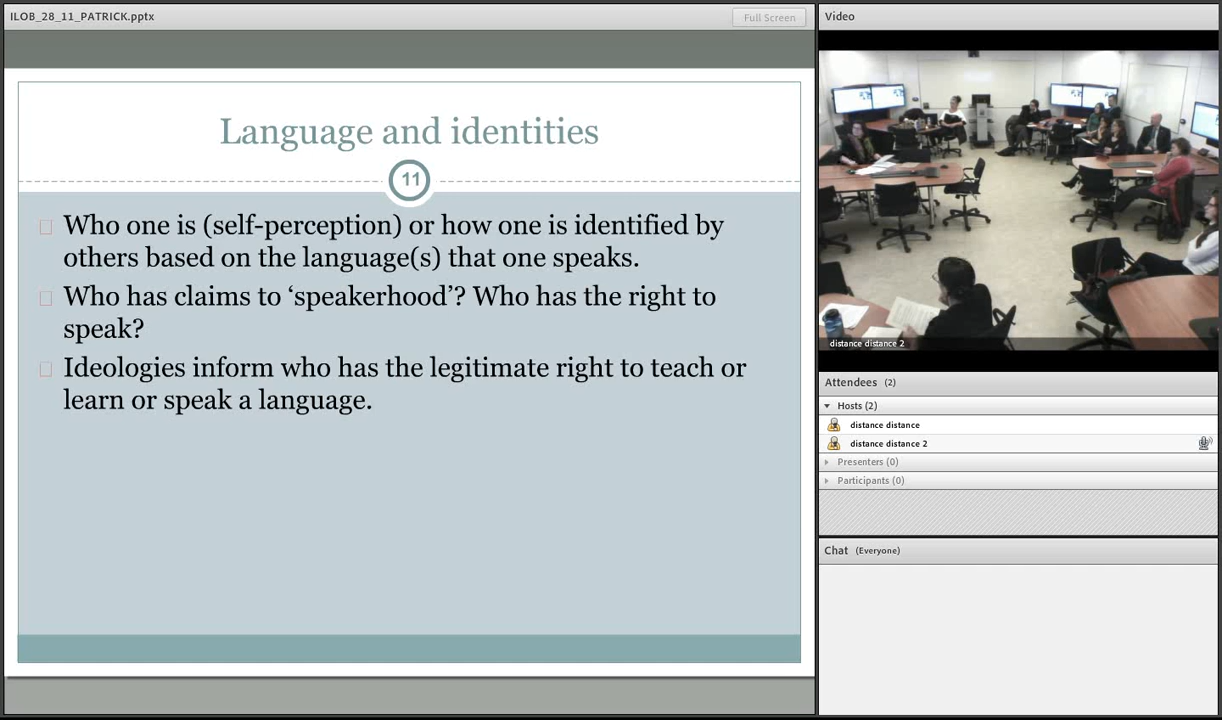 ILOB_28_11_PATRICK.pptx
Full Screen
Language and identities
11
Who one is (self-perception) or how one is identified by
others based on the language(s) that one speaks.
Who has claims to ‘speakerhood’? Who has the right to
speak?
Ideologies inform who has the legitimate right to teach or
learn or speak a language.
Video
distance distance 2
Attendees (2)
Hosts (2)
distance distance
distance distance 2
Presenters (0)
Participants (0)
Chat (Everyone)